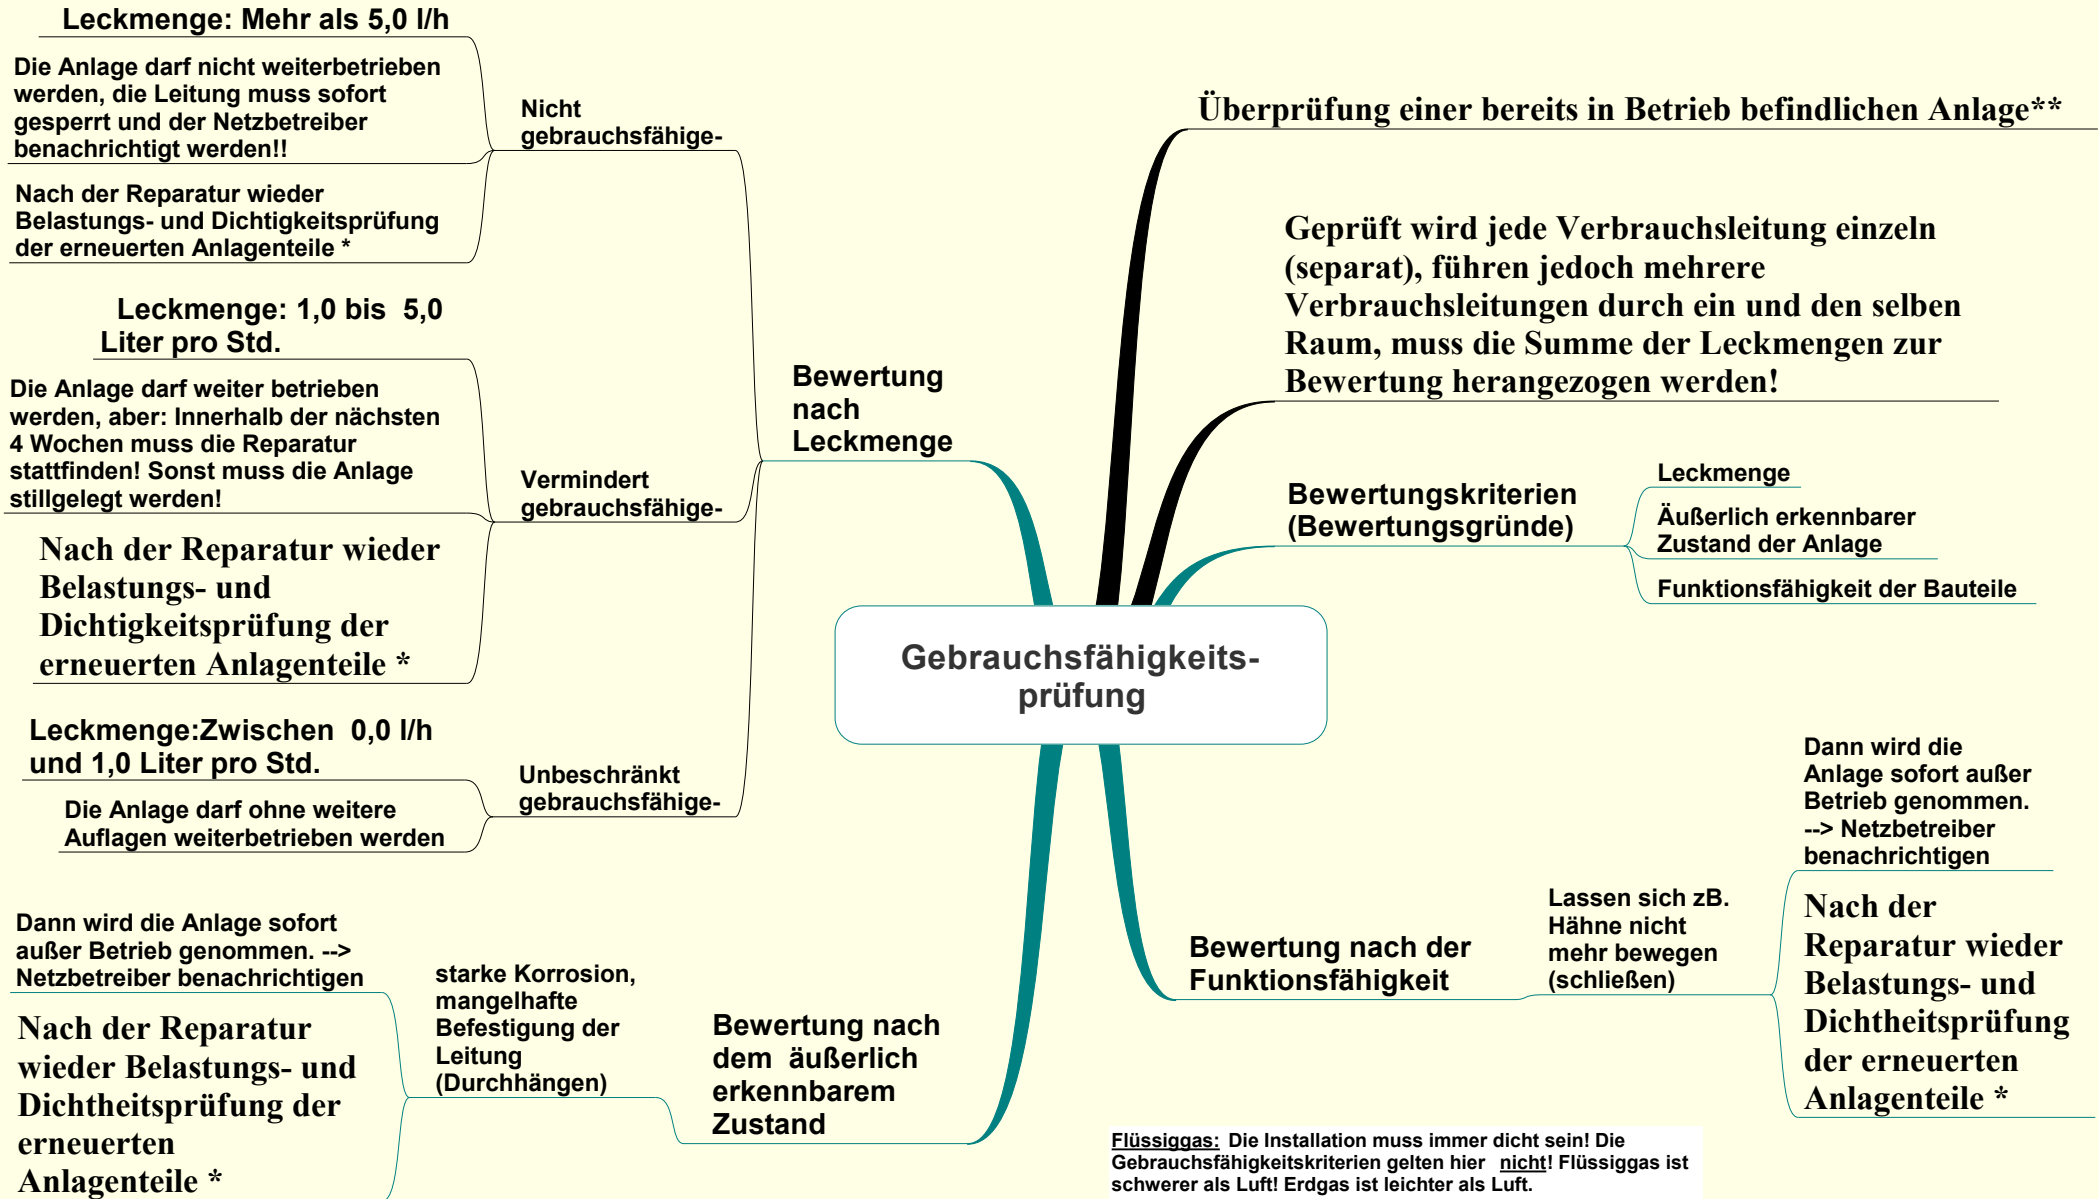 Leckmenge: Mehr als 5,0 l/h
Die Anlage darf nicht weiterbetrieben
werden, die Leitung muss sofort
gesperrt und der Netzbetreiber
benachrichtigt werden!!
Nach der Reparatur wieder
Belastungs- und Dichtigkeitsprüfung
der erneuerten Anlagenteile *
Nicht
gebrauchsfähige-
Leckmenge: 1,0 bis  5,0
Liter pro Std.
Die Anlage darf weiter betrieben
werden, aber: Innerhalb der nächsten
4 Wochen muss die Reparatur
stattfinden! Sonst muss die Anlage
stillgelegt werden!
Nach der Reparatur wieder
Belastungs- und
Dichtigkeitsprüfung der
erneuerten Anlagenteile *
Vermindert
gebrauchsfähige-
Leckmenge:Zwischen  0,0 l/h
und 1,0 Liter pro Std.
Die Anlage darf ohne weitere
Auflagen weiterbetrieben werden
Unbeschränkt
gebrauchsfähige-
Bewertung
nach
Leckmenge
Dann wird die Anlage sofort
außer Betrieb genommen. -->
Netzbetreiber benachrichtigen
Nach der Reparatur
wieder Belastungs- und
Dichtheitsprüfung der
erneuerten
Anlagenteile *
starke Korrosion,
mangelhafte
Befestigung der
Leitung
(Durchhängen)
Bewertung nach
dem  äußerlich
erkennbarem
Zustand
Gebrauchsfähigkeits-
prüfung
Überprüfung einer bereits in Betrieb befindlichen Anlage**
Geprüft wird jede Verbrauchsleitung einzeln
(separat), führen jedoch mehrere
Verbrauchsleitungen durch ein und den selben
Raum, muss die Summe der Leckmengen zur
Bewertung herangezogen werden!
Bewertungskriterien
(Bewertungsgründe)
Leckmenge
Äußerlich erkennbarer
Zustand der Anlage
Funktionsfähigkeit der Bauteile
Bewertung nach der
Funktionsfähigkeit
Lassen sich zB.
Hähne nicht
mehr bewegen
(schließen)
Dann wird die
Anlage sofort außer
Betrieb genommen.
--> Netzbetreiber
benachrichtigen
Nach der
Reparatur wieder
Belastungs- und
Dichtheitsprüfung
der erneuerten
Anlagenteile *
Flüssiggas: Die Installation muss immer dicht sein! Die
Gebrauchsfähigkeitskriterien gelten hier  nicht! Flüssiggas ist
schwerer als Luft! Erdgas ist leichter als Luft.